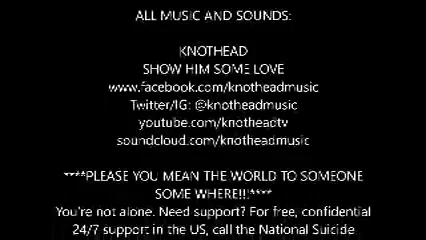 ALL MUSIC AND SOUNDS:
KNOTHEAD
SHOW HIM SOME LOVE
www.facebook.com/knotheadmusic
Twitter/IG: @knotheadmusic
youtube.com/knotheadtv
soundcloud.com/knotheadmusic
****PLEASE YOU MEAN THE WORLD TO SOMEONE
SOME WHERE!!!****
You're not alone. Need support? For free, confidential
24/7 support in the US, call the National Suicide